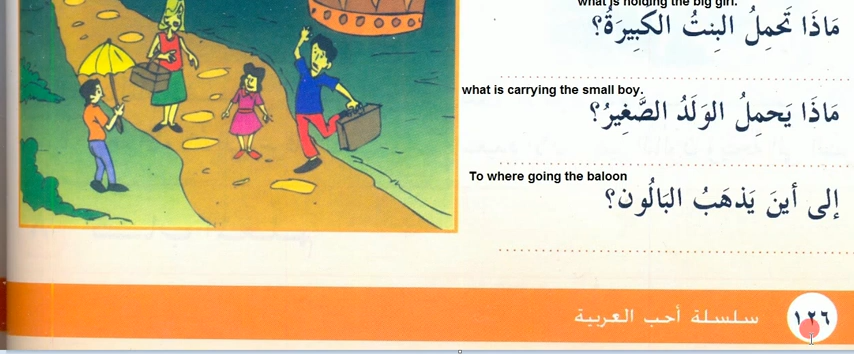 what is holding the big girl.
مَاذَا تَحمِلُ البِنتُ الكَبِيرَةُ؟
what is carrying the small boy.
مَاذَا يَحمِلُ الوَلَدُ الصَّغِيرُ؟
To where going the baloon
إلى أينَ يَذهَبُ البَالُون؟
سلسلة أحب العربية
١٢٦